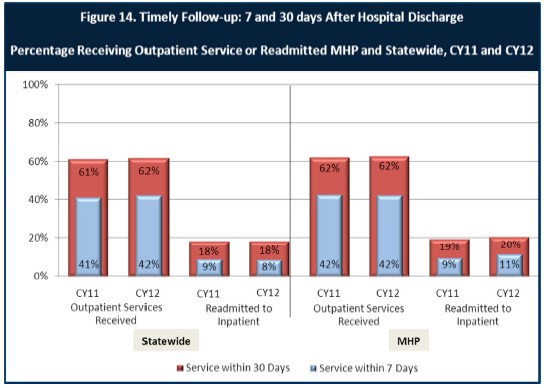 Figure 14. Timely Follow-up: 7 and 30 days After Hospital Discharge
Percentage Receiving Outpatient Service or Readmitted MHP and Statewide, CY11 and CY12
100%
80%
60%
40%
20%
0%
61%
62%
18%
18%
62%
62%
19%
20%
41%
42%
9%
8%
42%
42%
9%
11%
CY11
CY12
CY11
CY12
CY11
CY12
CY11
CY12
Outpatient Services
Received
Readmitted to
Inpatient
Outpatient Services
Received
Readmitted to
Inpatient
Statewide
MHP
Service within 30 Days
Service within 7 Days